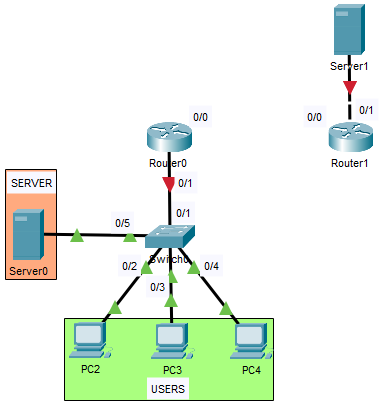 Server1
0/0
0/0
0/1
Router0
Router1
SERVER
0/1
0/5
0/1
Switch0
Server0
0/2
0/4
0/3
PC2
PC3
PC4
USERS